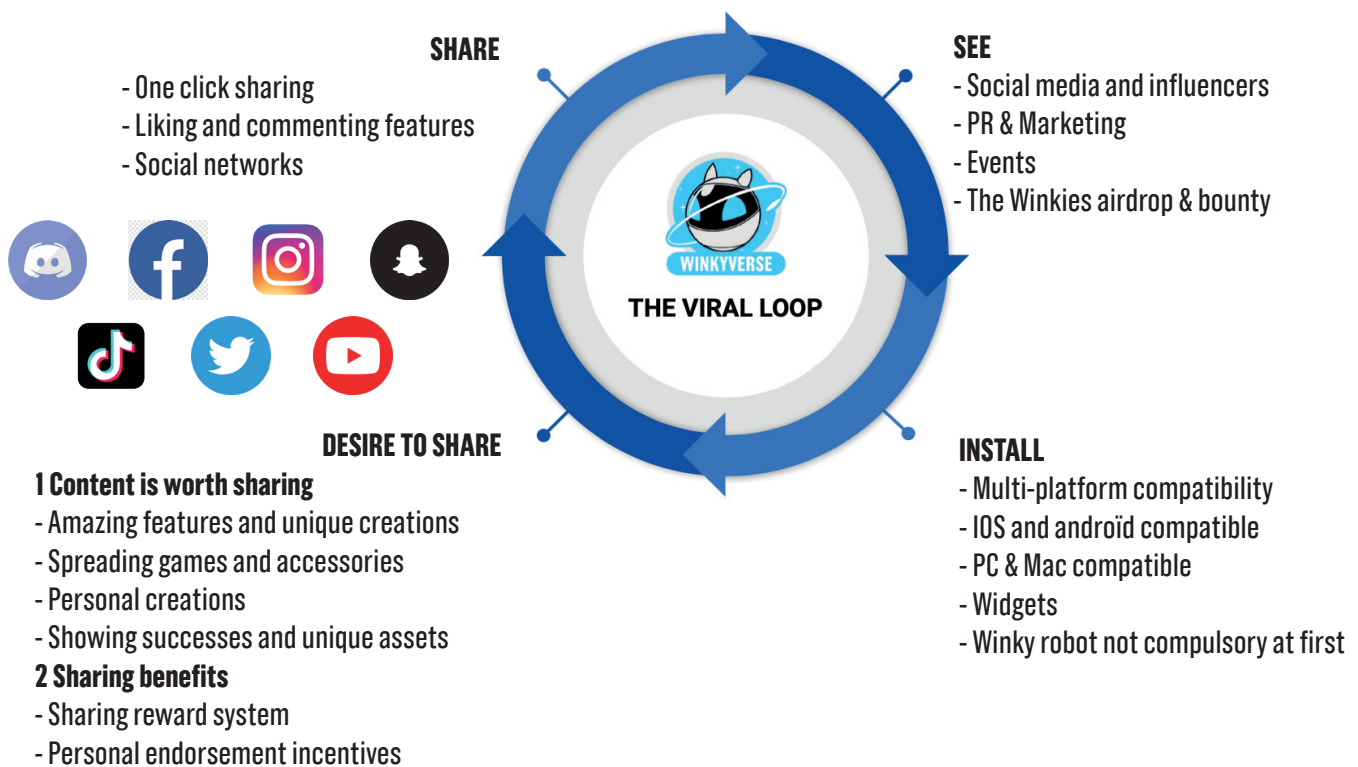 SHARE
- One click sharing
- Liking and commenting features
- Social networks
SEE
- Social media and influencers
- PR & Marketing
- Events
- The Winkies airdrop & bounty
WINKYVERSE
THE VIRAL LOOP
DESIRE TO SHARE
1 Content is worth sharing
- Amazing features and unique creations
- Spreading games and accessories
- Personal creations
- Showing successes and unique assets
2 Sharing benefits
- Sharing reward system
- Personal endorsement incentives
INSTALL
- Multi-platform compatibility
- IOS and androïd compatible
- PC & Mac compatible
- Widgets
- Winky robot not compulsory at first